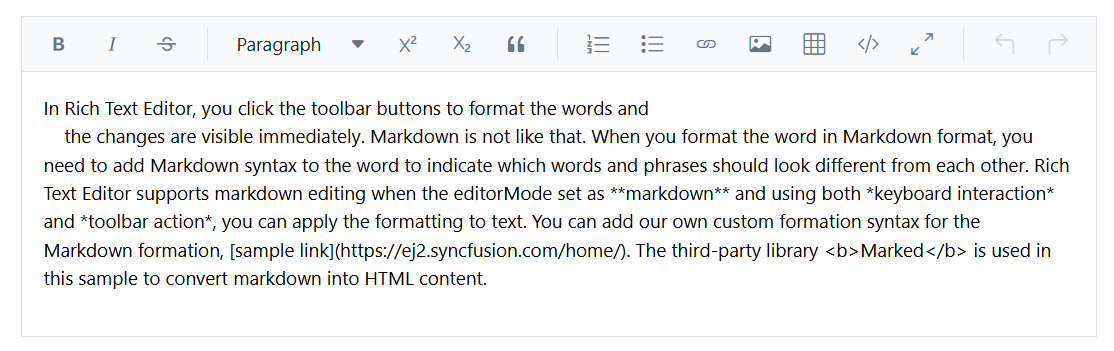 B I S Paragraph X² X₂ </>
In Rich Text Editor, you click the toolbar buttons to format the words and
the changes are visible immediately. Markdown is not like that. When you format the word in Markdown format, you
need to add Markdown syntax to the word to indicate which words and phrases should look different from each other. Rich
Text Editor supports markdown editing when the editorMode set as **markdown** and using both *keyboard interaction*
and *toolbar action*, you can apply the formatting to text. You can add our own custom formation syntax for the
Markdown formation, [sample link](https://ej2.syncfusion.com/home/). The third-party library <b>Marked</b> is used in
this sample to convert markdown into HTML content.